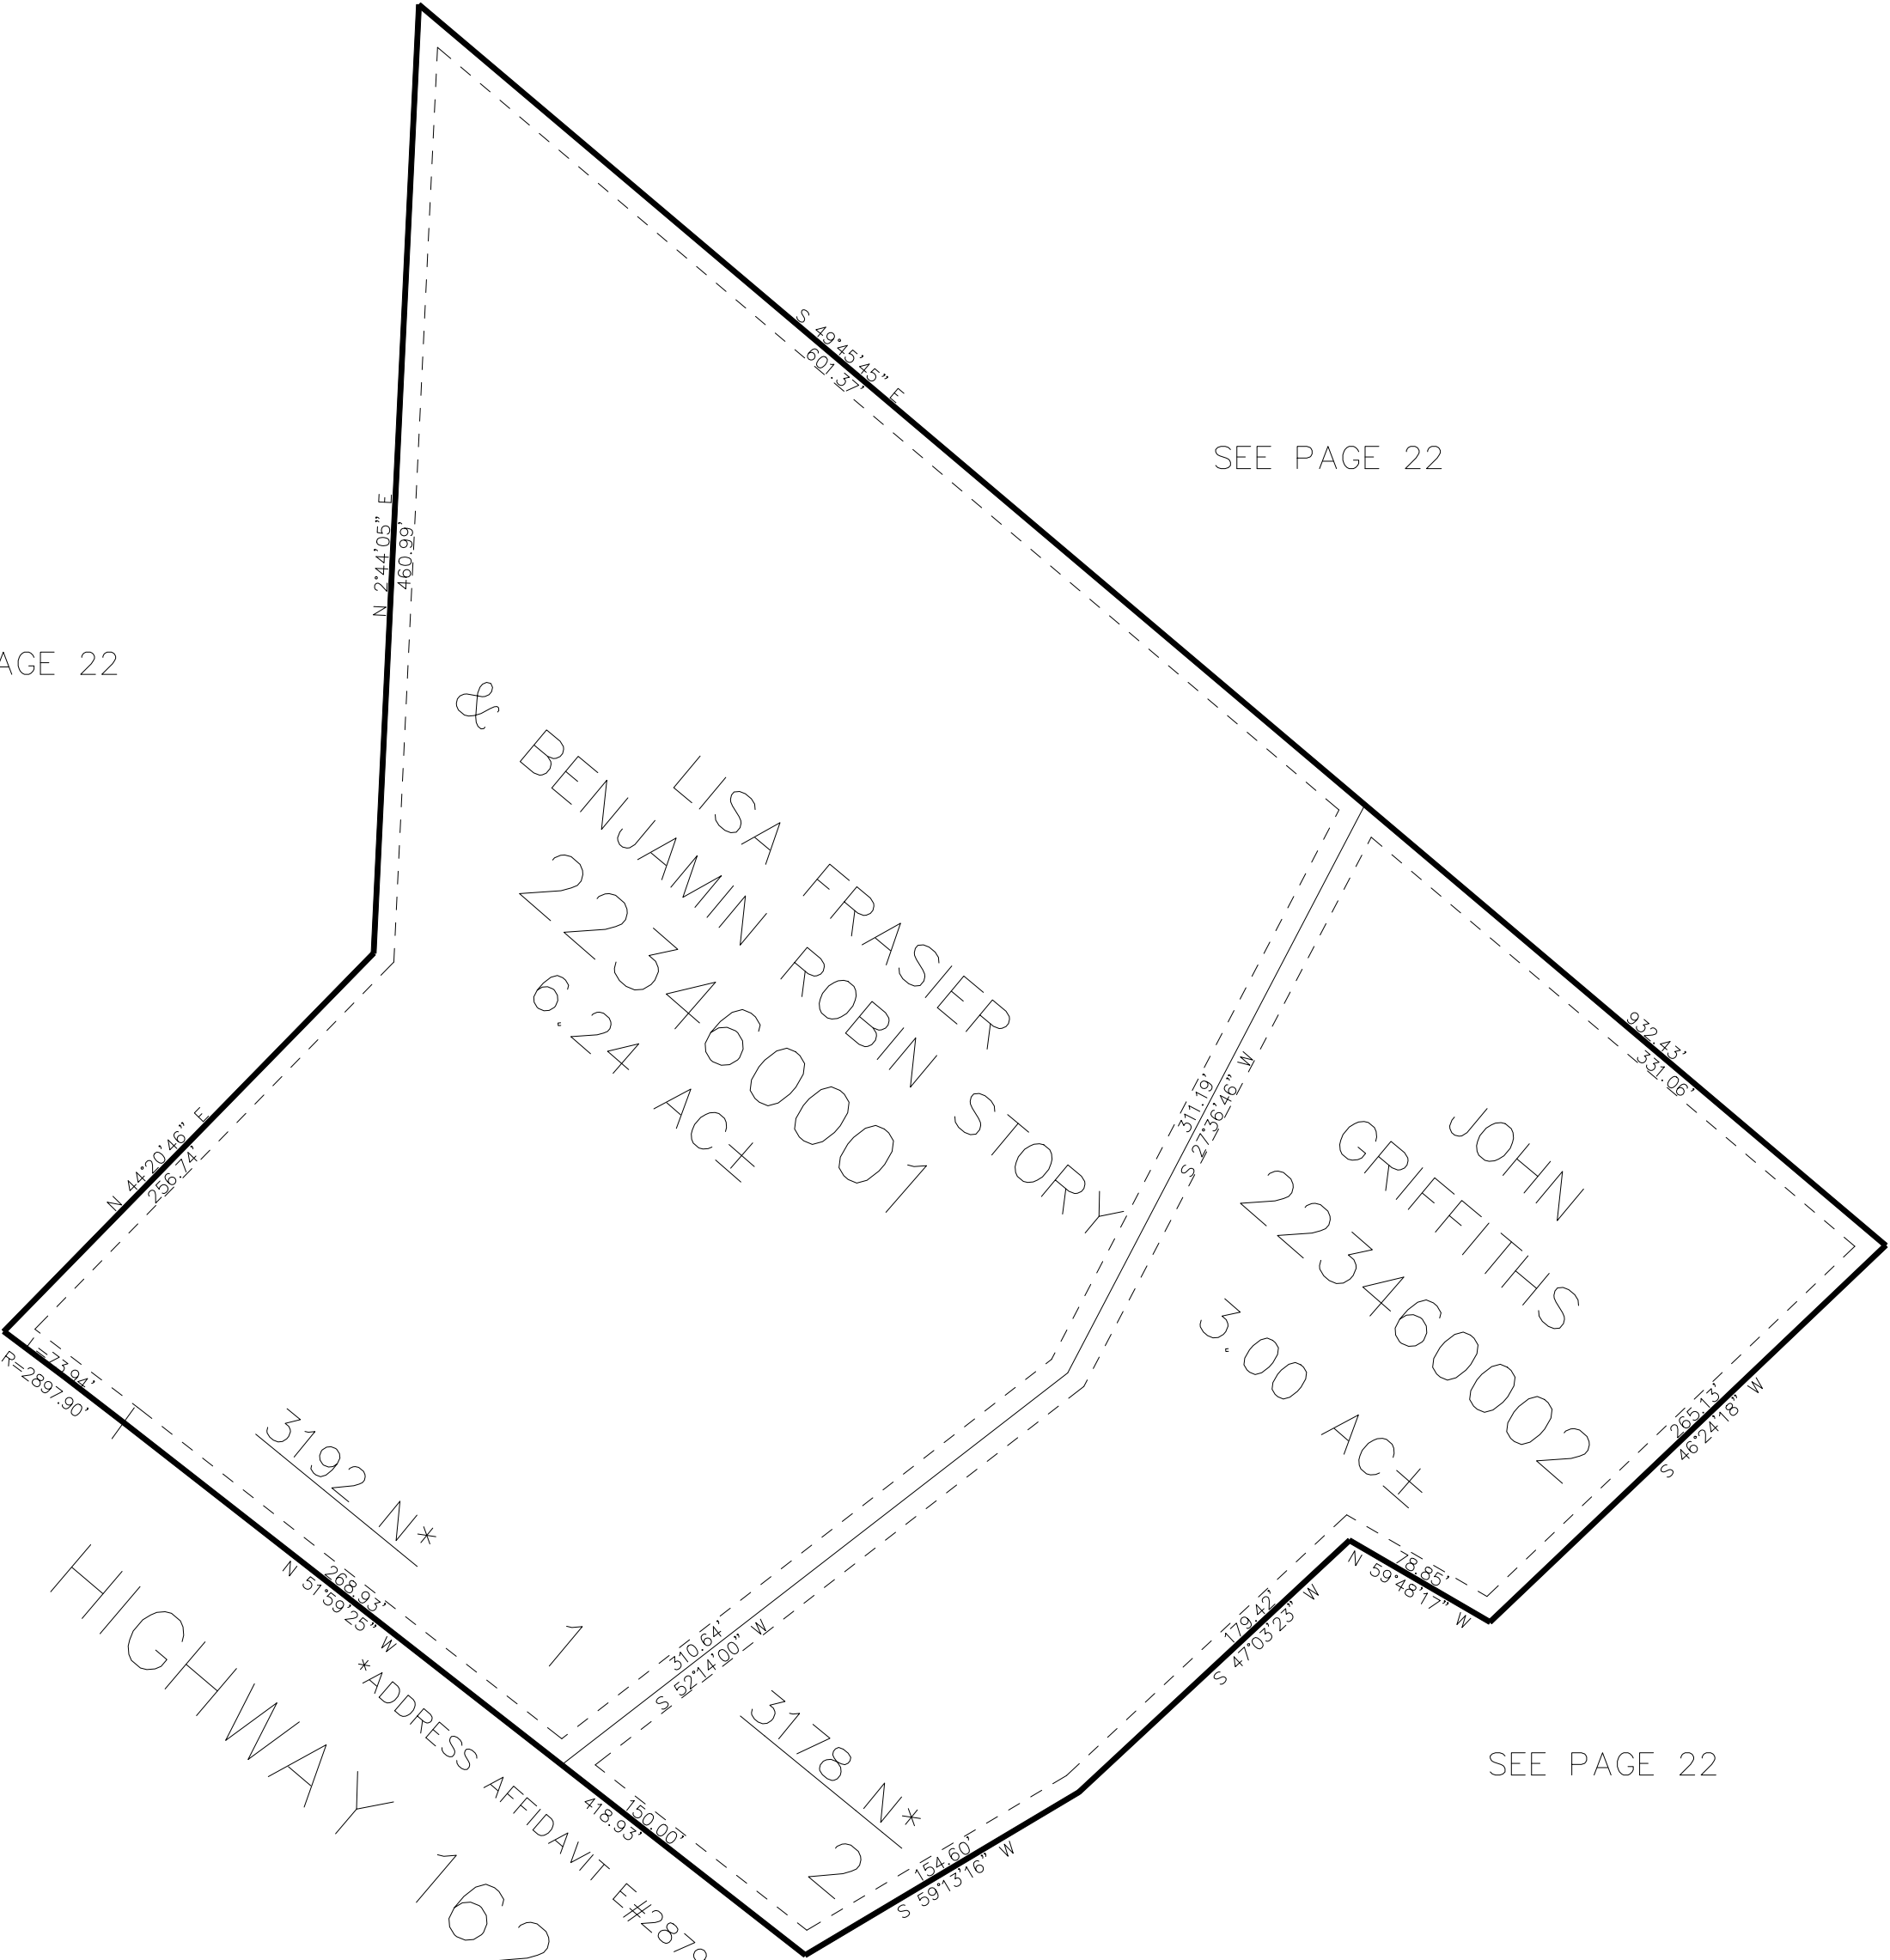 S 49°45'45" E
601.37'
SEE PAGE 22
N 2°44'05" E
460.99'
AGE 22
LISA FRASIER
& BENJAMIN ROBIN STORY
223460001
6.24 AC±
932.43'
331.06'
311.19'
S 27°36'46" W
JOHN
GRIFFITHS
223460002
3.00 AC±
N 44°20'46" E
256.74'
73.94'
R=2897.90'
3192 N*
268.93'
N 51°59'25" W
265.13'
S 46°24'18" W
78.85'
N 59°48'17" W
179.42'
S 47°03'23" W
1
310.64'
S 52°14'00" W
3178 N*
2
150.00'
418.93'
154.60'
S 59°13'16" W
SEE PAGE 22
HIGHWAY 162
*ADDRESS AFFIDAVIT E#2879